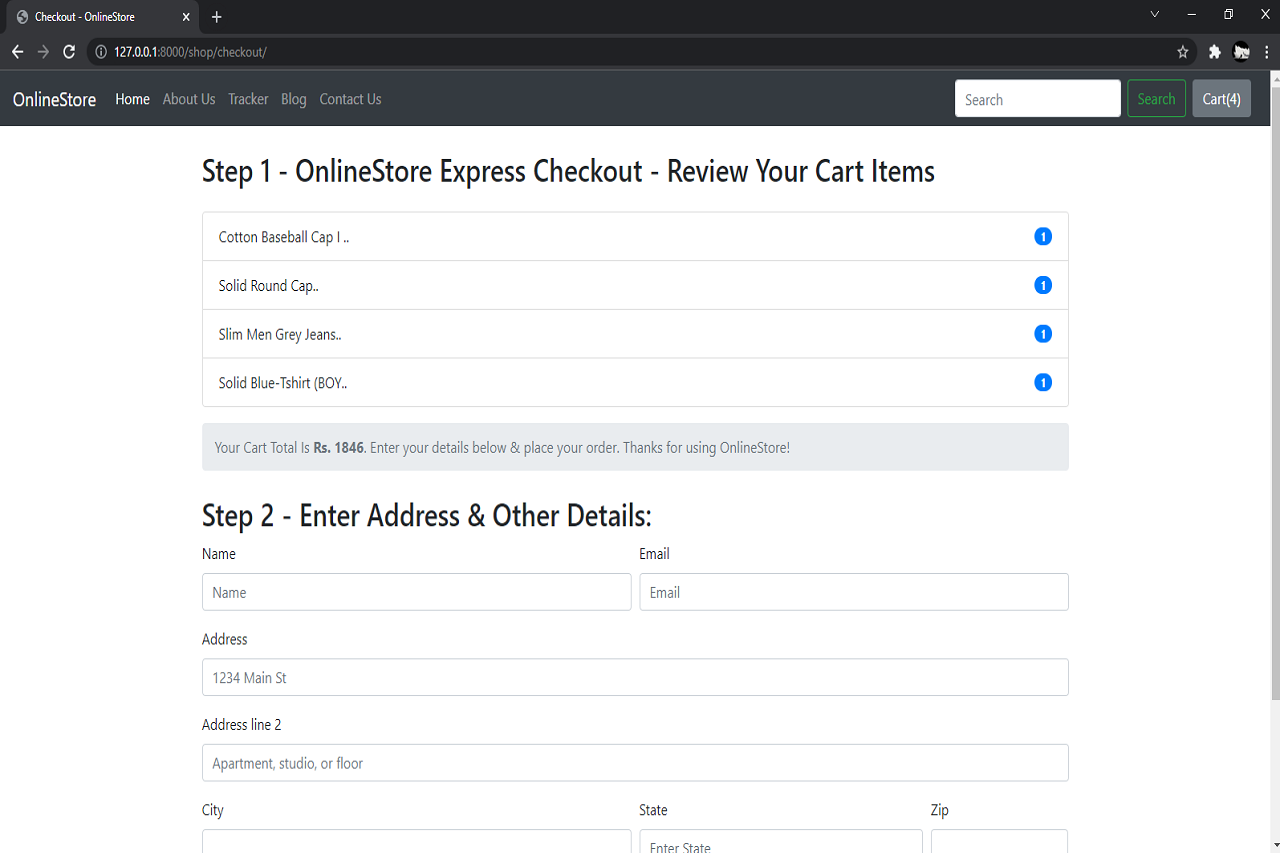 Checkout - OnlineStore
127.0.0.1:8000/shop/checkout/
OnlineStore Home About Us Tracker Blog Contact Us Search Search Cart(4)
Step 1 - OnlineStore Express Checkout - Review Your Cart Items
Cotton Baseball Cap I .. 1
Solid Round Cap.. 1
Slim Men Grey Jeans.. 1
Solid Blue-Tshirt (BOY.. 1
Your Cart Total Is Rs. 1846. Enter your details below & place your order. Thanks for using OnlineStore!
Step 2 - Enter Address & Other Details:
Name Email
Name Email
Address
1234 Main St
Address line 2
Apartment, studio, or floor
City State Zip
Enter State